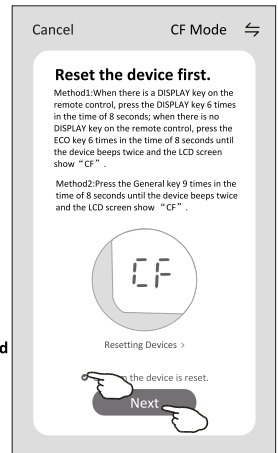 Cancel CF Mode
Reset the device first.
Method1:When there is a DISPLAY key on the
remote control, press the DISPLAY key 6 times
in the time of 8 seconds; when there is no
DISPLAY key on the remote control, press the
ECO key 6 times in the time of 8 seconds until
the device beeps twice and the LCD screen
show “CF”.
Method2:Press the General key 9 times in the
time of 8 seconds until the device beeps twice
and the LCD screen show “CF”.
CF
Resetting Devices >
d
the device is reset.
Next